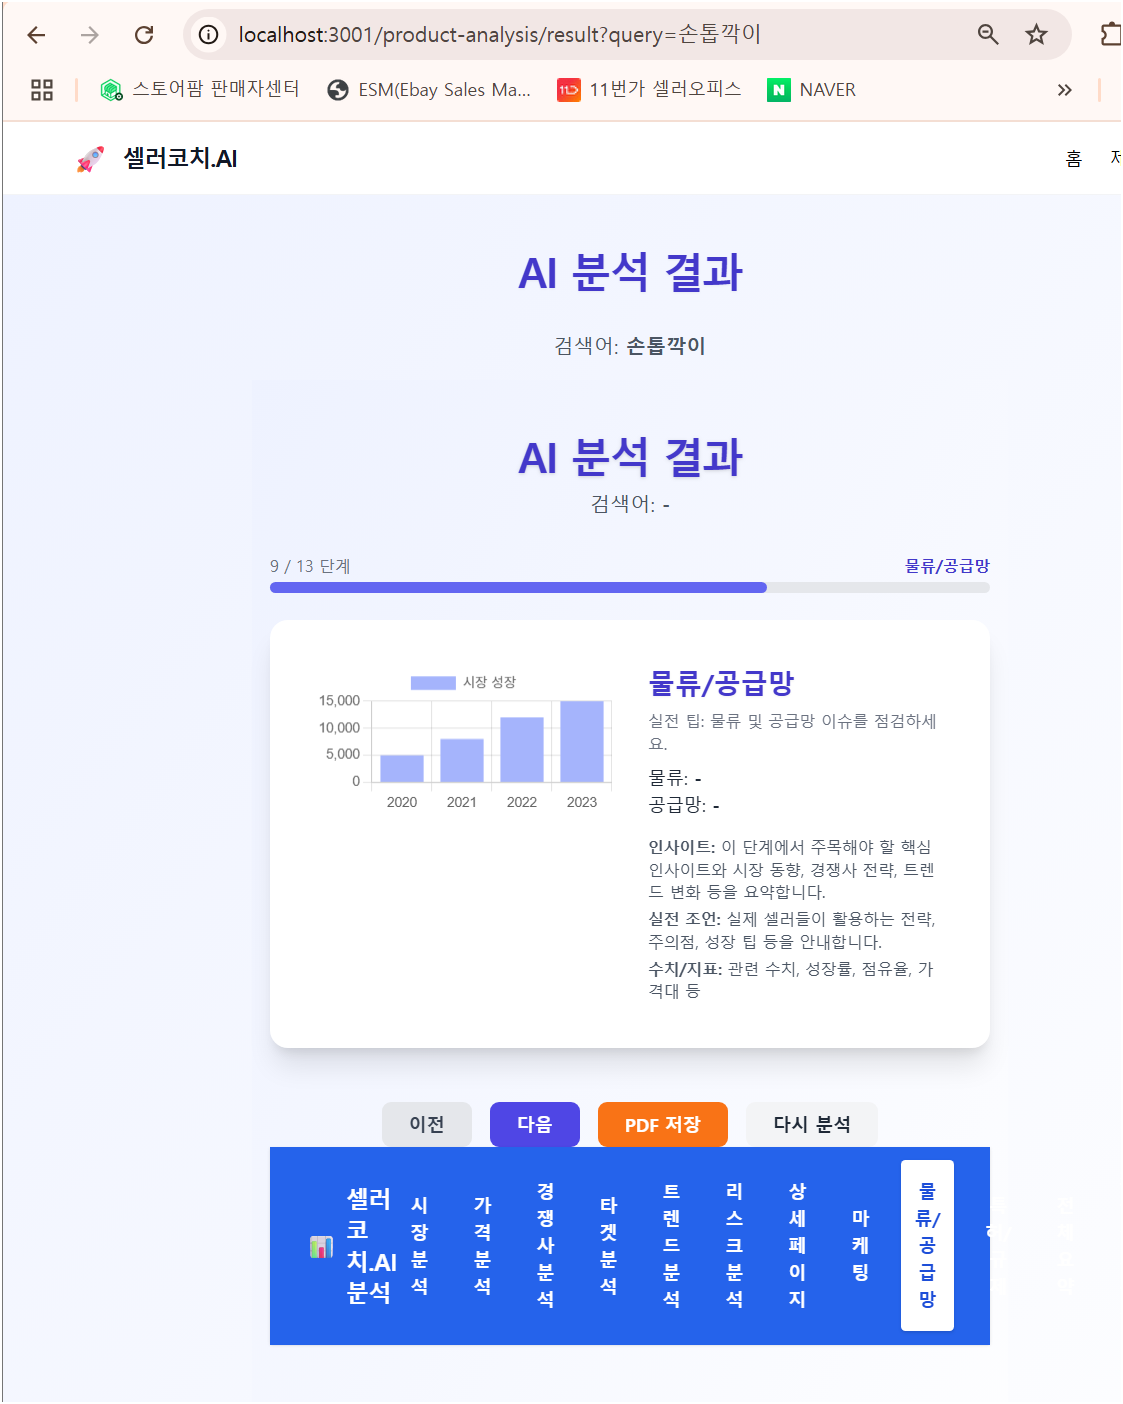 localhost:3001/product-analysis/result?query=손톱깎이
스토어팜 판매자센터
ESM(Ebay Sales Ma...
11번가 셀러오피스
NAVER
셀러코치.AI
홈
AI 분석 결과
검색어: 손톱깎이
AI 분석 결과
검색어: -
9 / 13 단계
물류/공급망
시장 성장
15,000
10,000
5,000
0
2020 2021 2022 2023
물류/공급망
실전 팁: 물류 및 공급망 이슈를 점검하세
요.
물류: -
공급망: -
인사이트: 이 단계에서 주목해야 할 핵심
인사이트와 시장 동향, 경쟁사 전략, 트렌
드 변화 등을 요약합니다.
실전 조언: 실제 셀러들이 활용하는 전략,
주의점, 성장 팁 등을 안내합니다.
수치/지표: 관련 수치, 성장률, 점유율, 가
격대 등
이전
다음
PDF 저장
다시 분석
셀러
코
치.AI
분석
시장분석
가격분석
경쟁사분석
타겟분석
트렌드분석
리스크분석
상세페이지
마케팅
물
류/
공
급
망